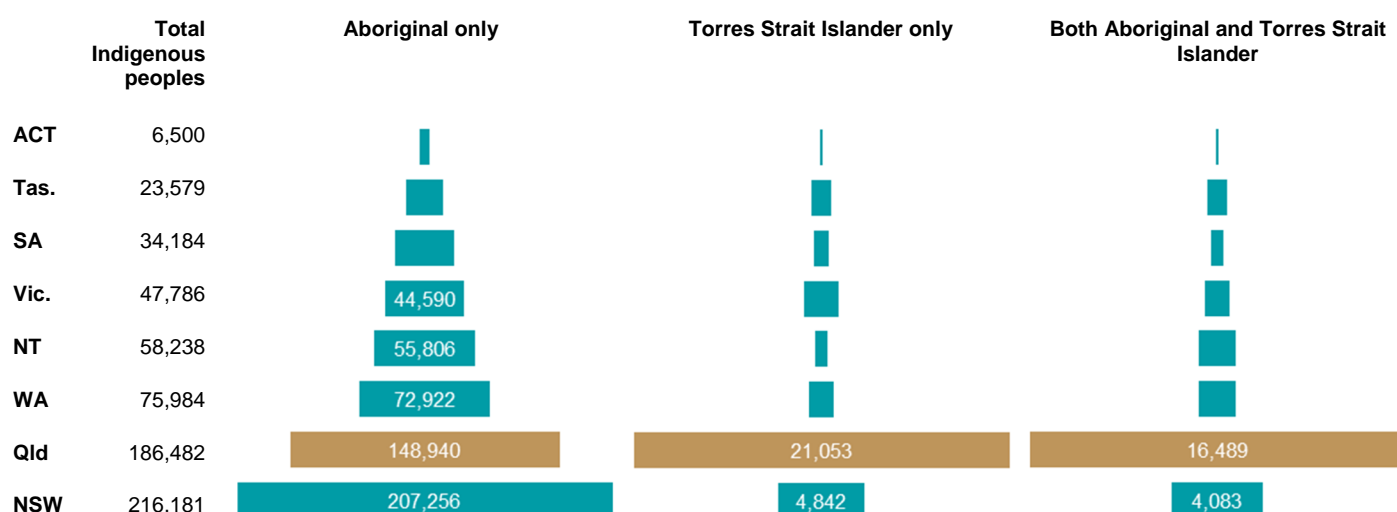 Total Indigenous peoples Aboriginal only Torres Strait Islander only Both Aboriginal and Torres Strait Islander
ACT 6,500
Tas. 23,579
SA 34,184
Vic. 47,786 44,590
NT 58,238 55,806
WA 75,984 72,922
Qld 186,482 148,940 21,053 16,489
NSW 216,181 207,256 4,842 4,083